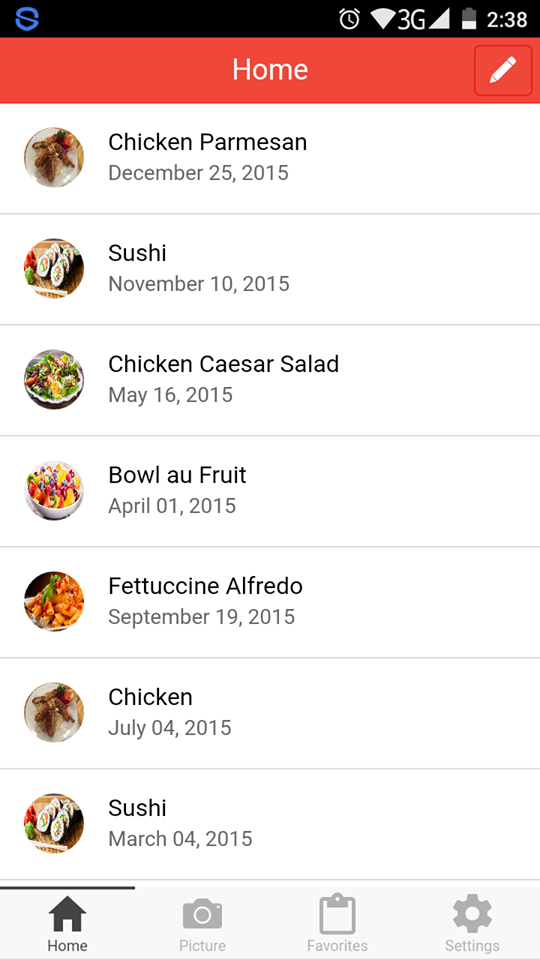 3G 2:38
Home
Chicken Parmesan
December 25, 2015
Sushi
November 10, 2015
Chicken Caesar Salad
May 16, 2015
Bowl au Fruit
April 01, 2015
Fettuccine Alfredo
September 19, 2015
Chicken
July 04, 2015
Sushi
March 04, 2015
Home Picture Favorites Settings